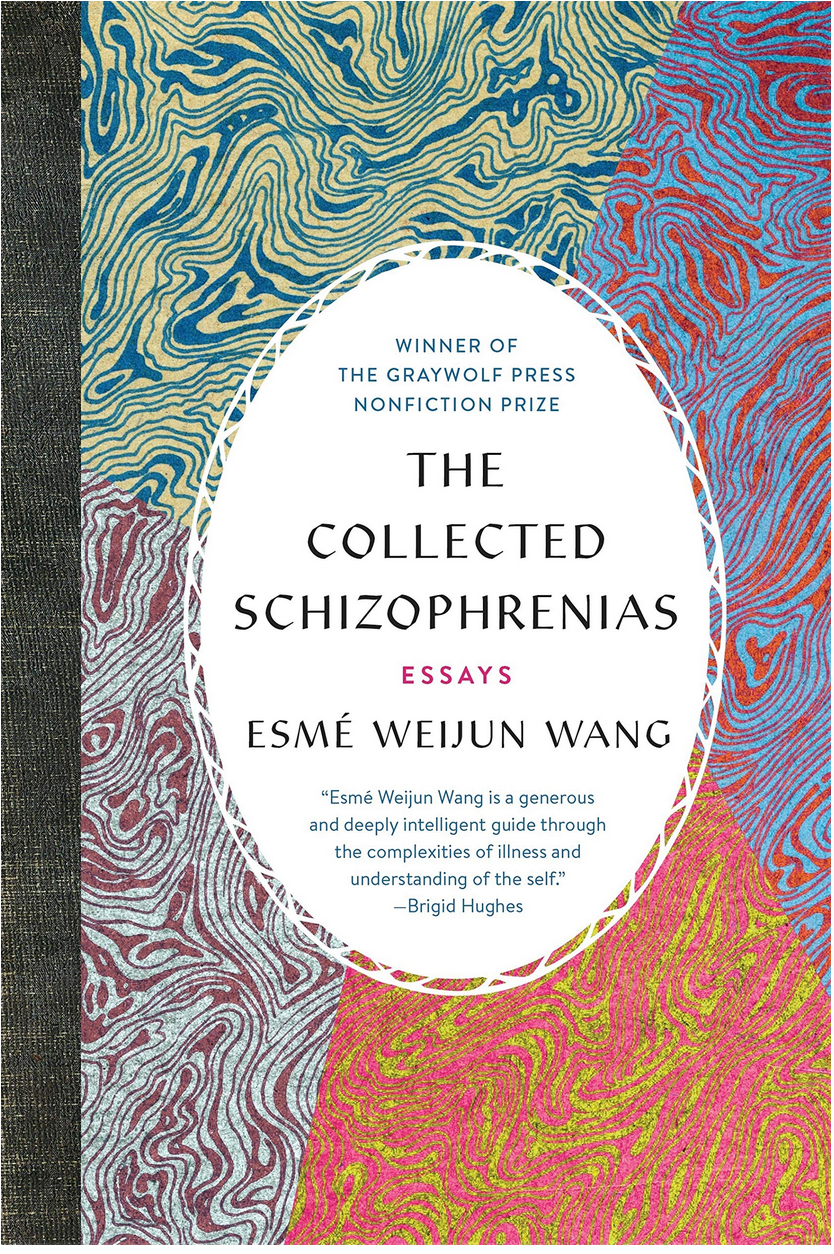 WINNER OF
THE GRAYWOLF PRESS
NONFICTION PRIZE
THE
COLLECTED
SCHIZOPHRENIAS
ESSAYS
ESMÉ WEIJUN WANG
“Esmé Weijun Wang is a generous
and deeply intelligent guide through
the complexities of illness and
understanding of the self.”
—Brigid Hughes